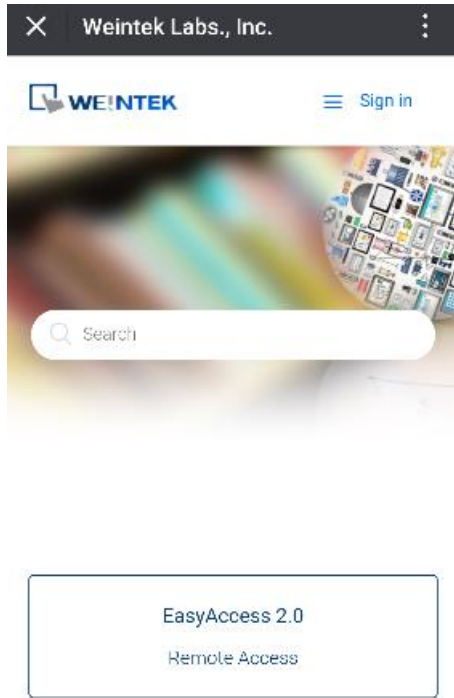 Weintek Labs., Inc.
WEINTEK
Sign in
Search
EasyAccess 2.0
Remote Access